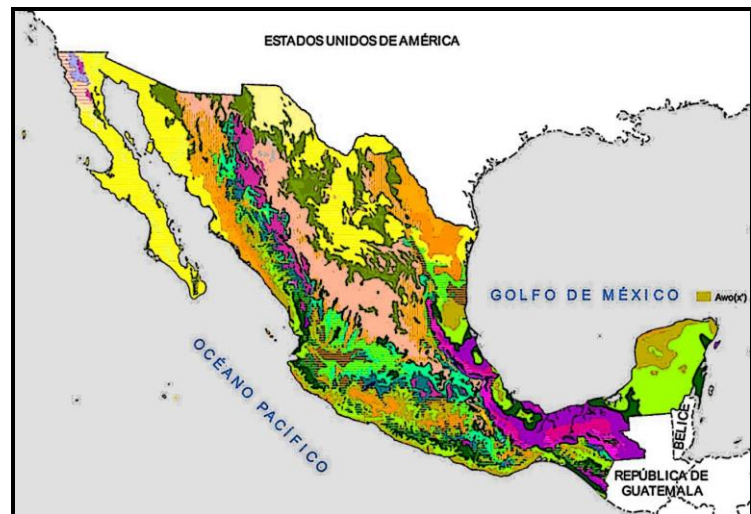 ESTADOS UNIDOS DE AMÉRICA
GOLFO DE MÉXICO
Awo(x')
OCÉANO PACÍFICO
BELICE
REPÚBLICA DE
GUATEMALA